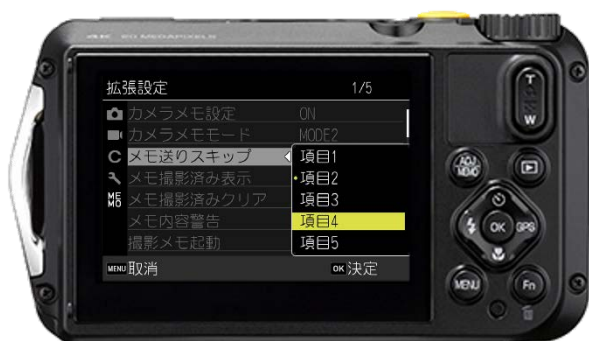 4K 20 MEGAPIXELS
拡張設定 1/5
カメラメモ設定 ON
カメラメモモード MODE2
C メモ送りスキップ 項目1
メモ撮影済み表示 項目2
MEMO メモ撮影済みクリア 項目3
メモ内容警告 項目4
撮影メモ起動 項目5
MENU 取消 OK 決定
T
W
ADJ
MEMO
OK
GPS
MENU
Fn